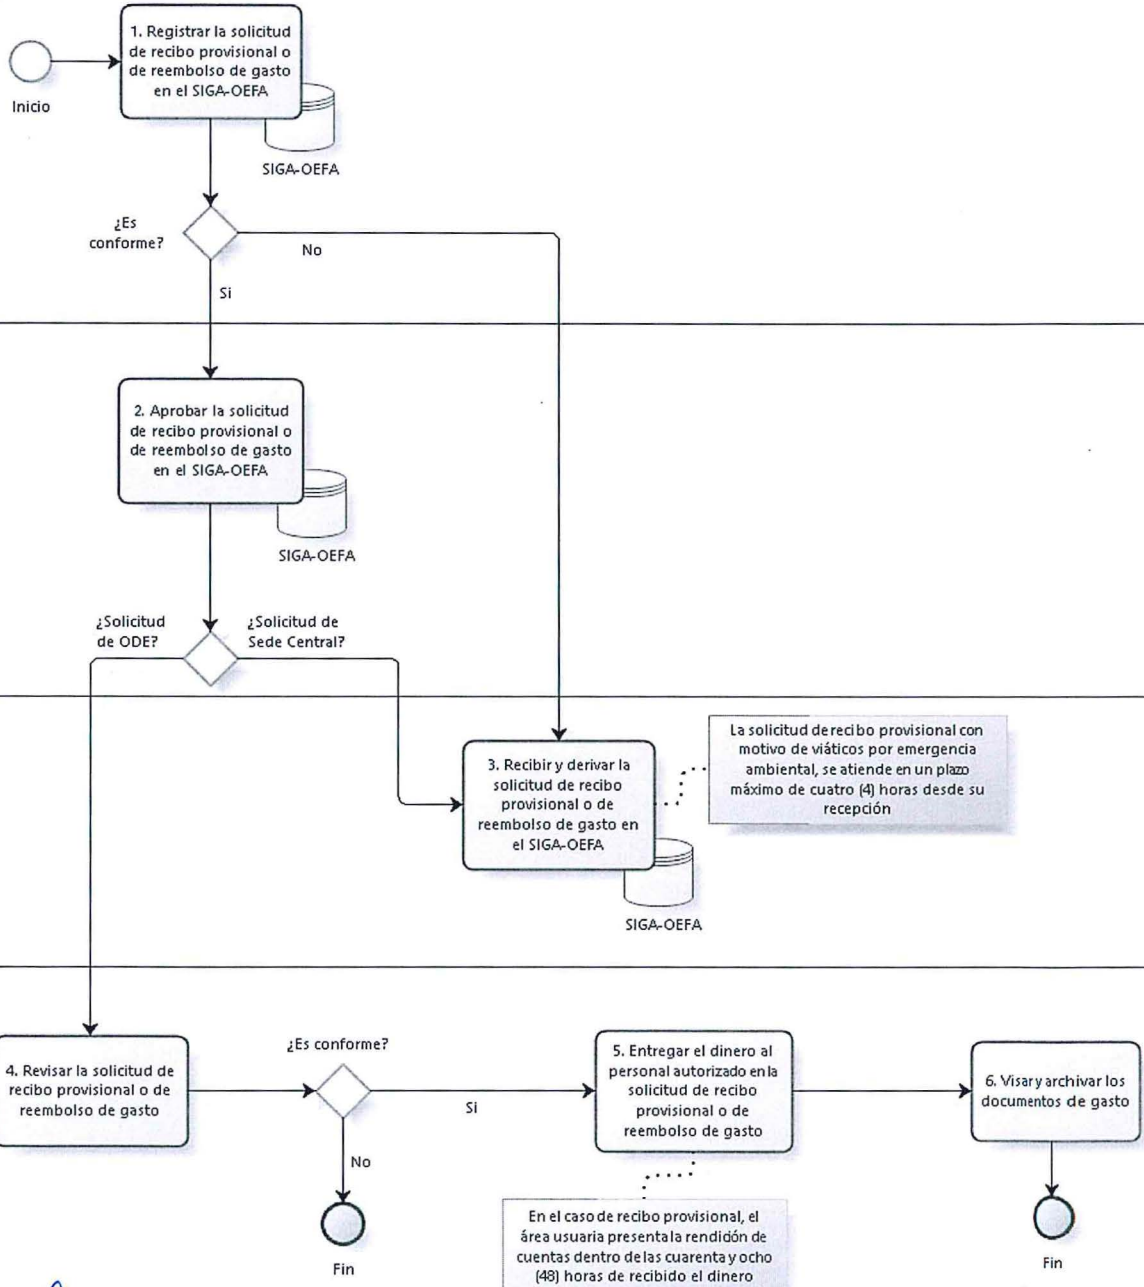 1. Registrar la solicitud
de recibo provisional o
de reembolso de gasto
en el SIGA-OEFA
Inicio
SIGA-OEFA
¿Es
conforme?
No
Si
2. Aprobar la solicitud
de recibo provisional o
de reembolso de gasto
en el SIGA-OEFA
SIGA-OEFA
¿Solicitud
de ODE?
¿Solicitud de
Sede Central?
3. Recibir y derivar la
solicitud de recibo
provisional o de
reembolso de gasto en
el SIGA-OEFA
La solicitud de recibo provisional con
motivo de viáticos por emergencia
ambiental, se atiende en un plazo
máximo de cuatro (4) horas desde su
recepción
SIGA-OEFA
4. Revisar la solicitud de
recibo provisional o de
reembolso de gasto
¿Es conforme?
Si
No
Fin
5. Entregar el dinero al
personal autorizado en la
solicitud de recibo
provisional o de
reembolso de gasto
En el caso de recibo provisional, el
área usuaria presenta la rendición de
cuentas dentro de las cuarenta y ocho
(48) horas de recibido el dinero
6. Visar y archivar los
documentos de gasto
Fin